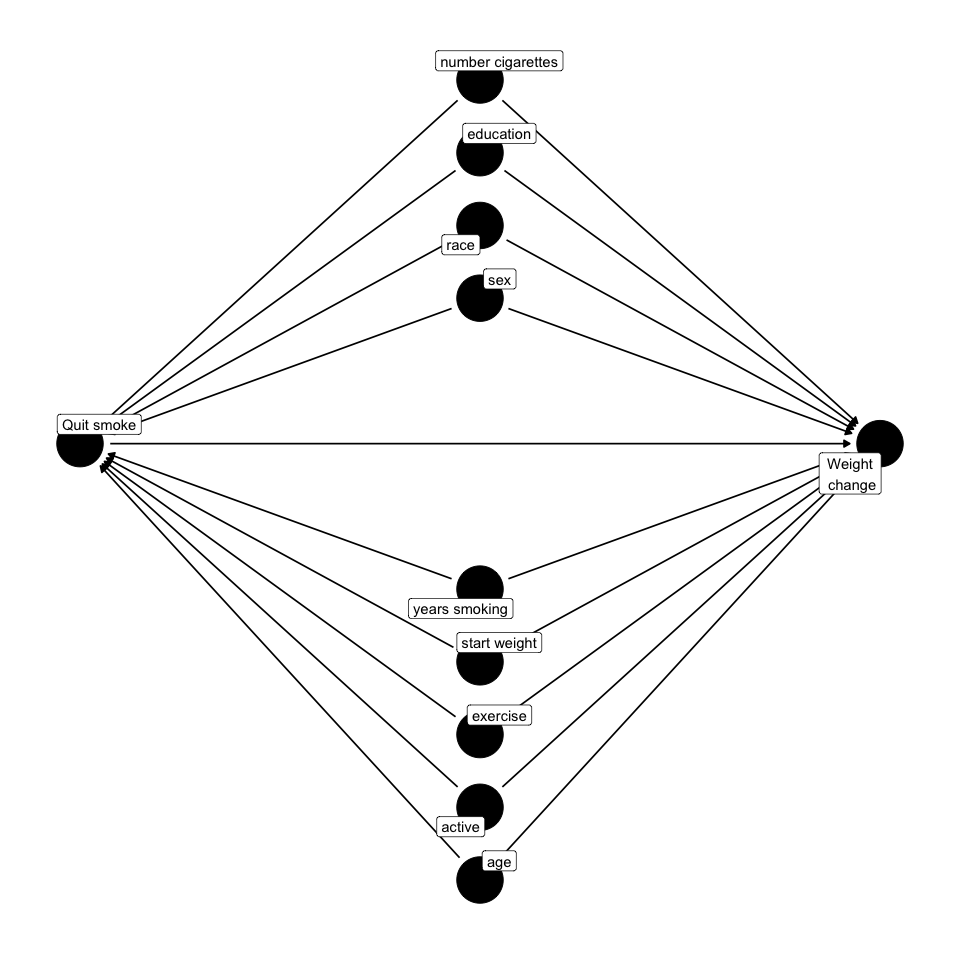 number cigarettes
education
race
sex
Quit smoke
Weight
change
years smoking
start weight
exercise
active
age